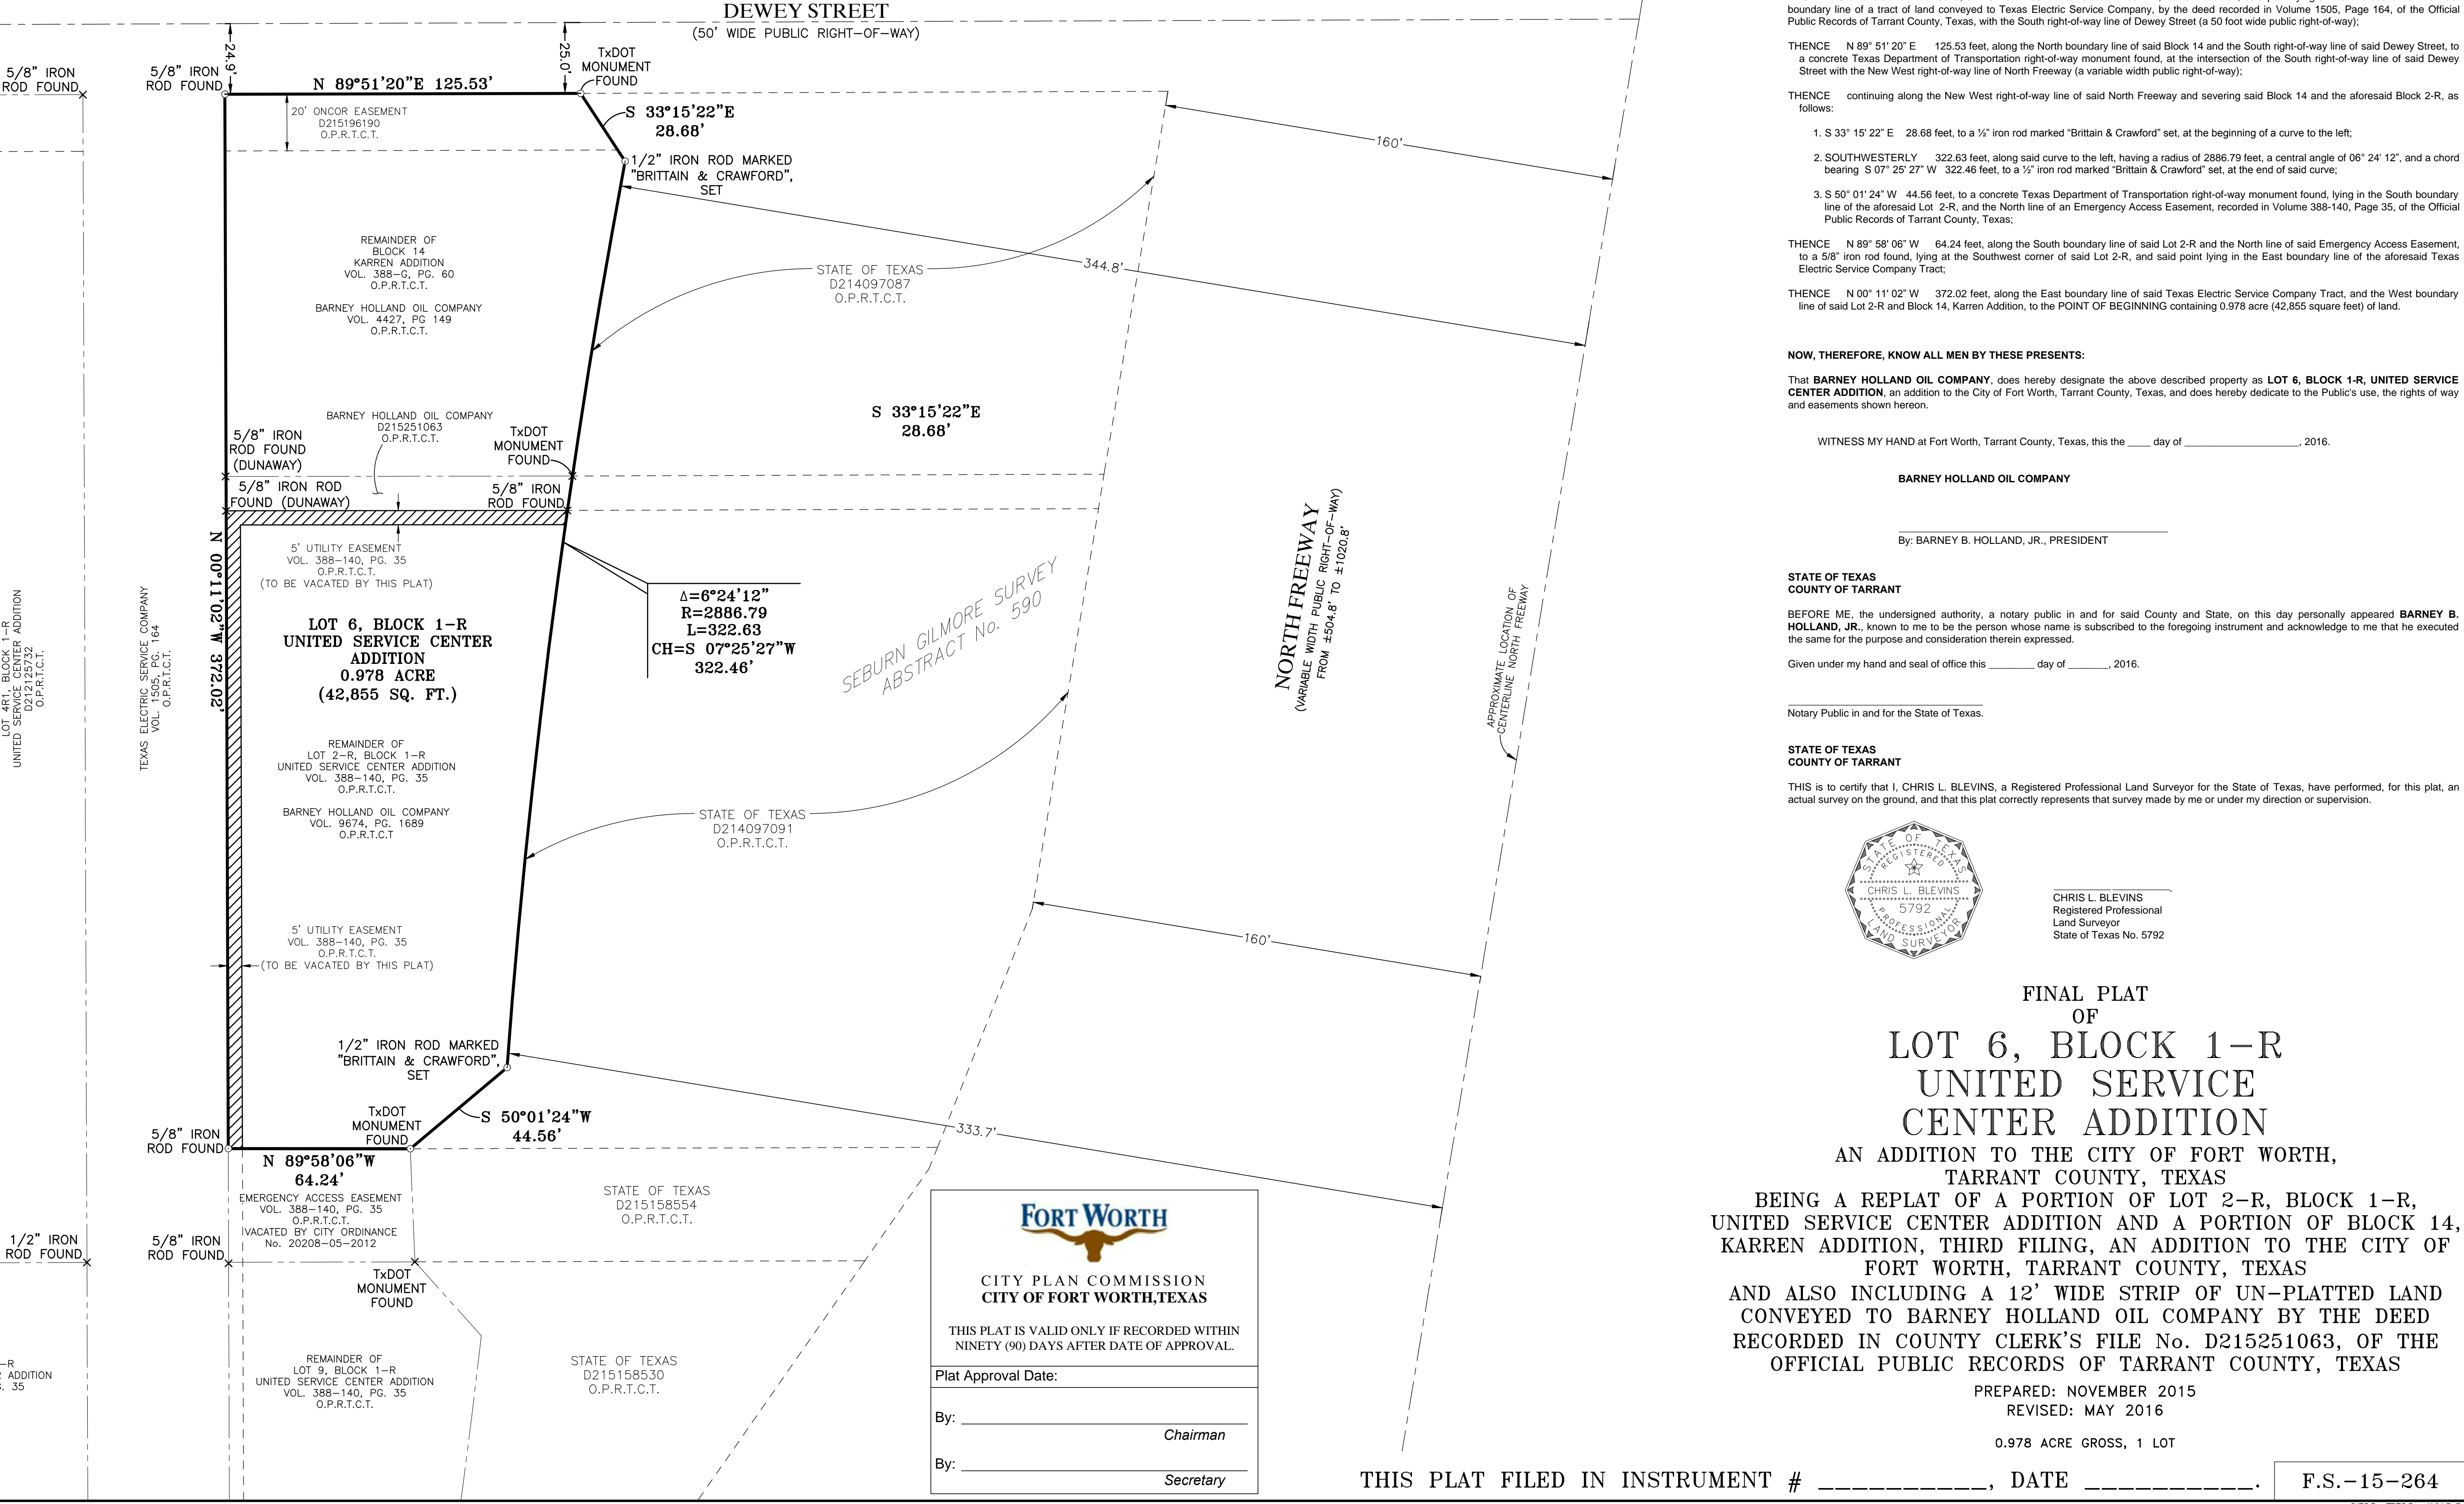 DEWEY STREET
(50' WIDE PUBLIC RIGHT-OF-WAY)
24.9'
25.0'
5/8" IRON
ROD FOUND
5/8" IRON
ROD FOUND
N 89°51'20"E 125.53'
TxDOT
MONUMENT
FOUND
20' ONCOR EASEMENT
D215196190
O.P.R.T.C.T.
S 33°15'22"E
28.68'
1/2" IRON ROD MARKED
"BRITTAIN & CRAWFORD",
SET
160'
344.8'
REMAINDER OF
BLOCK 14
KARREN ADDITION
VOL. 388-G, PG. 60
O.P.R.T.C.T.
BARNEY HOLLAND OIL COMPANY
VOL. 4427, PG 149
O.P.R.T.C.T.
STATE OF TEXAS
D214097087
O.P.R.T.C.T.
BARNEY HOLLAND OIL COMPANY
D215251063
O.P.R.T.C.T.
S 33°15'22"E
28.68'
5/8" IRON
ROD FOUND
(DUNAWAY)
TxDOT
MONUMENT
FOUND
5/8" IRON ROD
FOUND (DUNAWAY)
5/8" IRON
ROD FOUND
5' UTILITY EASEMENT
VOL. 388-140, PG. 35
O.P.R.T.C.T.
(TO BE VACATED BY THIS PLAT)
N 00°11'02"W 372.02'
LOT 4R1, BLOCK 1-R
UNITED SERVICE CENTER ADDITION
D212125732
O.P.R.T.C.T.
TEXAS ELECTRIC SERVICE COMPANY
VOL. 1505, PG. 164
O.P.R.T.C.T.
LOT 6, BLOCK 1-R
UNITED SERVICE CENTER
ADDITION
0.978 ACRE
(42,855 SQ. FT.)
Δ=6°24'12"
R=2886.79
L=322.63
CH=S 07°25'27"W
322.46'
SEBURN GILMORE SURVEY
ABSTRACT No. 590
NORTH FREEWAY
(VARIABLE WIDTH PUBLIC RIGHT-OF-WAY)
FROM ±504.8' TO ±1020.8'
APPROXIMATE LOCATION OF
CENTERLINE NORTH FREEWAY
REMAINDER OF
LOT 2-R, BLOCK 1-R
UNITED SERVICE CENTER ADDITION
VOL. 388-140, PG. 35
O.P.R.T.C.T.
BARNEY HOLLAND OIL COMPANY
VOL. 9674, PG. 1689
O.P.R.T.C.T
STATE OF TEXAS
D214097091
O.P.R.T.C.T.
5' UTILITY EASEMENT
VOL. 388-140, PG. 35
O.P.R.T.C.T.
(TO BE VACATED BY THIS PLAT)
160'
1/2" IRON ROD MARKED
"BRITTAIN & CRAWFORD",
SET
TxDOT
MONUMENT
FOUND
S 50°01'24"W
44.56'
333.7'
5/8" IRON
ROD FOUND
N 89°58'06"W
64.24'
EMERGENCY ACCESS EASEMENT
VOL. 388-140, PG. 35
O.P.R.T.C.T.
VACATED BY CITY ORDINANCE
No. 20208-05-2012
STATE OF TEXAS
D215158554
O.P.R.T.C.T.
1/2" IRON
ROD FOUND
5/8" IRON
ROD FOUND
TxDOT
MONUMENT
FOUND
-R
ADDITION
35
REMAINDER OF
LOT 9, BLOCK 1-R
UNITED SERVICE CENTER ADDITION
VOL. 388-140, PG. 35
O.P.R.T.C.T.
STATE OF TEXAS
D215158530
O.P.R.T.C.T.
FORT WORTH
CITY PLAN COMMISSION
CITY OF FORT WORTH,TEXAS
THIS PLAT IS VALID ONLY IF RECORDED WITHIN
NINETY (90) DAYS AFTER DATE OF APPROVAL.
Plat Approval Date:
By: ____
Chairman
By: ____
Secretary
boundary line of a tract of land conveyed to Texas Electric Service Company, by the deed recorded in Volume 1505, Page 164, of the Official
Public Records of Tarrant County, Texas, with the South right-of-way line of Dewey Street (a 50 foot wide public right-of-way);
THENCE N 89° 51' 20" E 125.53 feet, along the North boundary line of said Block 14 and the South right-of-way line of said Dewey Street, to
a concrete Texas Department of Transportation right-of-way monument found, at the intersection of the South right-of-way line of said Dewey
Street with the New West right-of-way line of North Freeway (a variable width public right-of-way);
THENCE continuing along the New West right-of-way line of said North Freeway and severing said Block 14 and the aforesaid Block 2-R, as
follows:
1. S 33° 15' 22" E 28.68 feet, to a ½" iron rod marked "Brittain & Crawford" set, at the beginning of a curve to the left;
2. SOUTHWESTERLY 322.63 feet, along said curve to the left, having a radius of 2886.79 feet, a central angle of 06° 24' 12", and a chord
bearing S 07° 25' 27" W 322.46 feet, to a ½" iron rod marked "Brittain & Crawford" set, at the end of said curve;
3. S 50° 01' 24" W 44.56 feet, to a concrete Texas Department of Transportation right-of-way monument found, lying in the South boundary
line of the aforesaid Lot 2-R, and the North line of an Emergency Access Easement, recorded in Volume 388-140, Page 35, of the Official
Public Records of Tarrant County, Texas;
THENCE N 89° 58' 06" W 64.24 feet, along the South boundary line of said Lot 2-R and the North line of said Emergency Access Easement,
to a 5/8" iron rod found, lying at the Southwest corner of said Lot 2-R, and said point lying in the East boundary line of the aforesaid Texas
Electric Service Company Tract;
THENCE N 00° 11' 02" W 372.02 feet, along the East boundary line of said Texas Electric Service Company Tract, and the West boundary
line of said Lot 2-R and Block 14, Karren Addition, to the POINT OF BEGINNING containing 0.978 acre (42,855 square feet) of land.
NOW, THEREFORE, KNOW ALL MEN BY THESE PRESENTS:
That BARNEY HOLLAND OIL COMPANY, does hereby designate the above described property as LOT 6, BLOCK 1-R, UNITED SERVICE
CENTER ADDITION, an addition to the City of Fort Worth, Tarrant County, Texas, and does hereby dedicate to the Public's use, the rights of way
and easements shown hereon.
WITNESS MY HAND at Fort Worth, Tarrant County, Texas, this the ____ day of ____, 2016.
BARNEY HOLLAND OIL COMPANY
By: BARNEY B. HOLLAND, JR., PRESIDENT
STATE OF TEXAS
COUNTY OF TARRANT
BEFORE ME, the undersigned authority, a notary public in and for said County and State, on this day personally appeared BARNEY B.
HOLLAND, JR., known to me to be the person whose name is subscribed to the foregoing instrument and acknowledge to me that he executed
the same for the purpose and consideration therein expressed.
Given under my hand and seal of office this ____ day of ____, 2016.
Notary Public in and for the State of Texas.
STATE OF TEXAS
COUNTY OF TARRANT
THIS is to certify that I, CHRIS L. BLEVINS, a Registered Professional Land Surveyor for the State of Texas, have performed, for this plat, an
actual survey on the ground, and that this plat correctly represents that survey made by me or under my direction or supervision.
STATE OF TEXAS
REGISTERED
CHRIS L. BLEVINS
5792
PROFESSIONAL
LAND SURVEYOR
CHRIS L. BLEVINS
Registered Professional
Land Surveyor
State of Texas No. 5792
FINAL PLAT
OF
LOT 6, BLOCK 1-R
UNITED SERVICE
CENTER ADDITION
AN ADDITION TO THE CITY OF FORT WORTH,
TARRANT COUNTY, TEXAS
BEING A REPLAT OF A PORTION OF LOT 2-R, BLOCK 1-R,
UNITED SERVICE CENTER ADDITION AND A PORTION OF BLOCK 14,
KARREN ADDITION, THIRD FILING, AN ADDITION TO THE CITY OF
FORT WORTH, TARRANT COUNTY, TEXAS
AND ALSO INCLUDING A 12' WIDE STRIP OF UN-PLATTED LAND
CONVEYED TO BARNEY HOLLAND OIL COMPANY BY THE DEED
RECORDED IN COUNTY CLERK'S FILE No. D215251063, OF THE
OFFICIAL PUBLIC RECORDS OF TARRANT COUNTY, TEXAS
PREPARED: NOVEMBER 2015
REVISED: MAY 2016
0.978 ACRE GROSS, 1 LOT
THIS PLAT FILED IN INSTRUMENT # __________, DATE __________.
F.S.-15-264